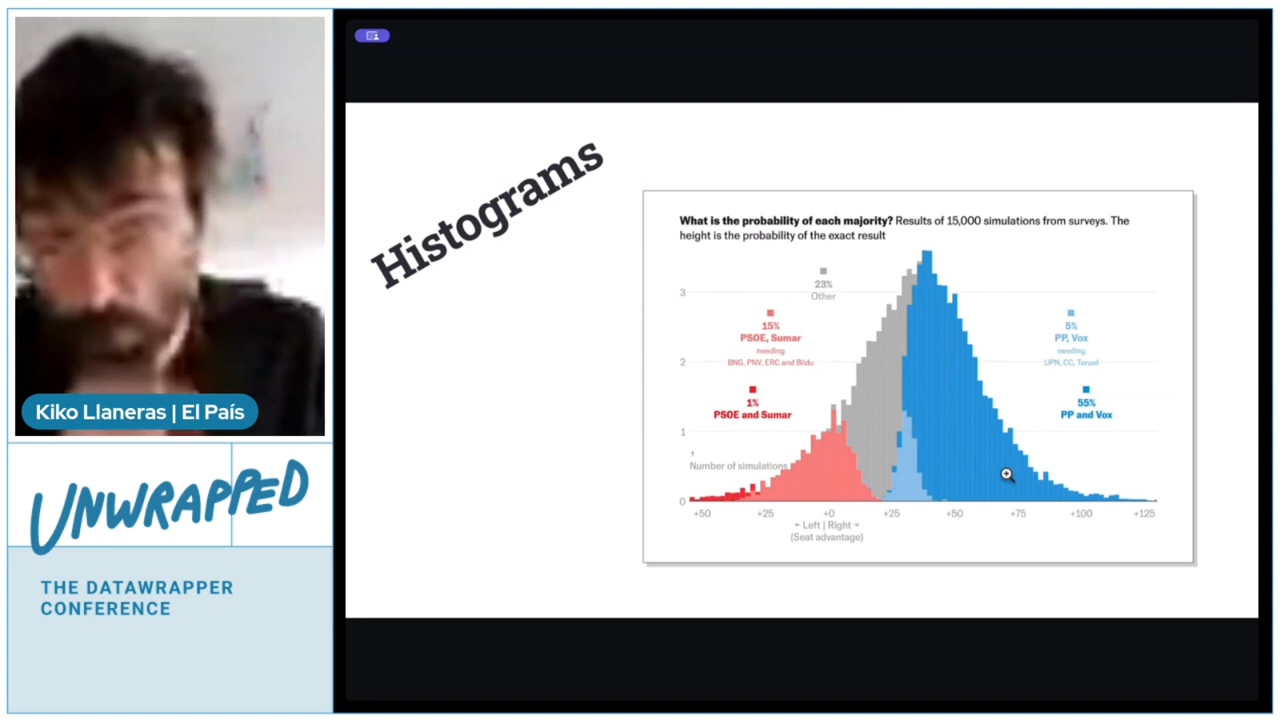 Kiko Llaneras | El País
UNWRAPPED
THE DATAWRAPPER
CONFERENCE
Histograms
What is the probability of each majority? Results of 15,000 simulations from surveys. The
height is the probability of the exact result
3
2
1
0
23%
Other
15%
PSOE, Sumar
needing
BNG, PNV, ERC and Bildu
1%
PSOE and Sumar
5%
PP, Vox
needing
UPN, CC, Teruel
55%
PP and Vox
Number of simulations
+50
+25
+0
+25
+50
+75
+100
+125
← Left | Right →
(Seat advantage)